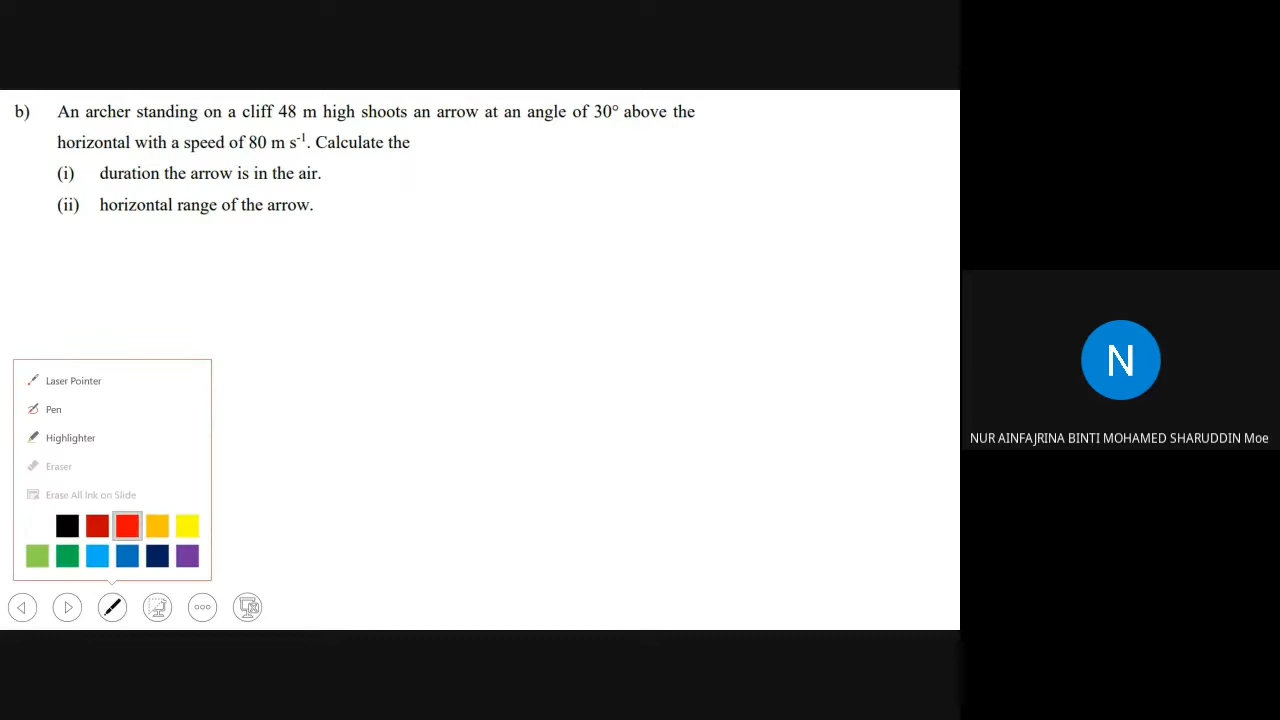 b) An archer standing on a cliff 48 m high shoots an arrow at an angle of 30° above the
horizontal with a speed of 80 m s⁻¹. Calculate the
(i) duration the arrow is in the air.
(ii) horizontal range of the arrow.
Laser Pointer
Pen
Highlighter
Eraser
Erase All Ink on Slide
N
NUR AINFAJRINA BINTI MOHAMED SHARUDDIN Moe